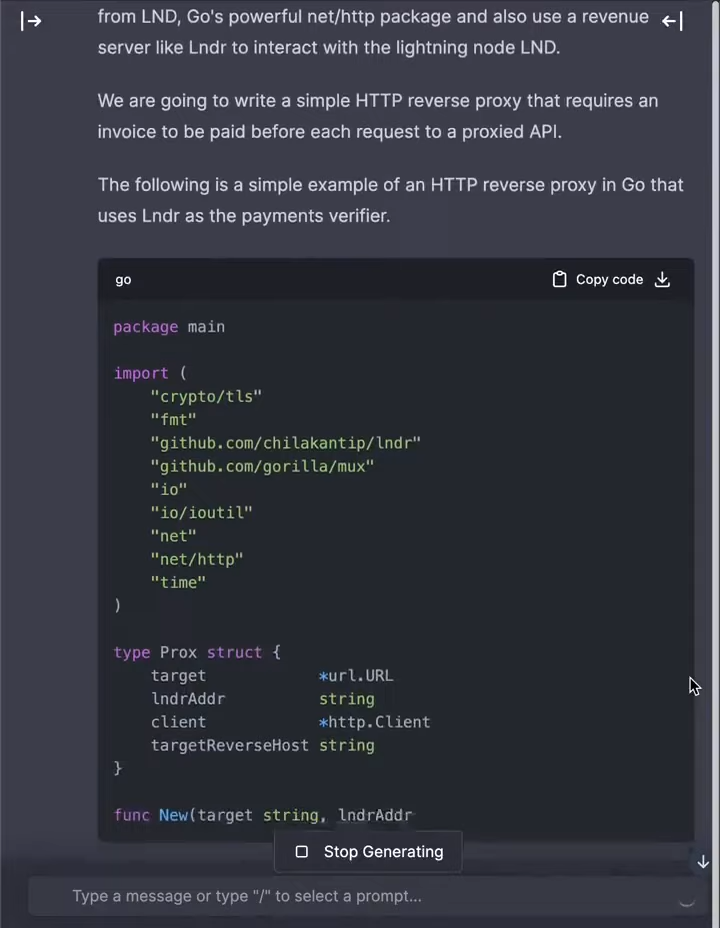 from LND, Go's powerful net/http package and also use a revenue
server like Lndr to interact with the lightning node LND.
We are going to write a simple HTTP reverse proxy that requires an
invoice to be paid before each request to a proxied API.
The following is a simple example of an HTTP reverse proxy in Go that
uses Lndr as the payments verifier.
go Copy code
package main
import (
"crypto/tls"
"fmt"
"github.com/chilakantip/lndr"
"github.com/gorilla/mux"
"io"
"io/ioutil"
"net"
"net/http"
"time"
)
type Prox struct {
target *url.URL
lndrAddr string
client *http.Client
targetReverseHost string
}
func New(target string, lndrAddr
Stop Generating
Type a message or type "/" to select a prompt...